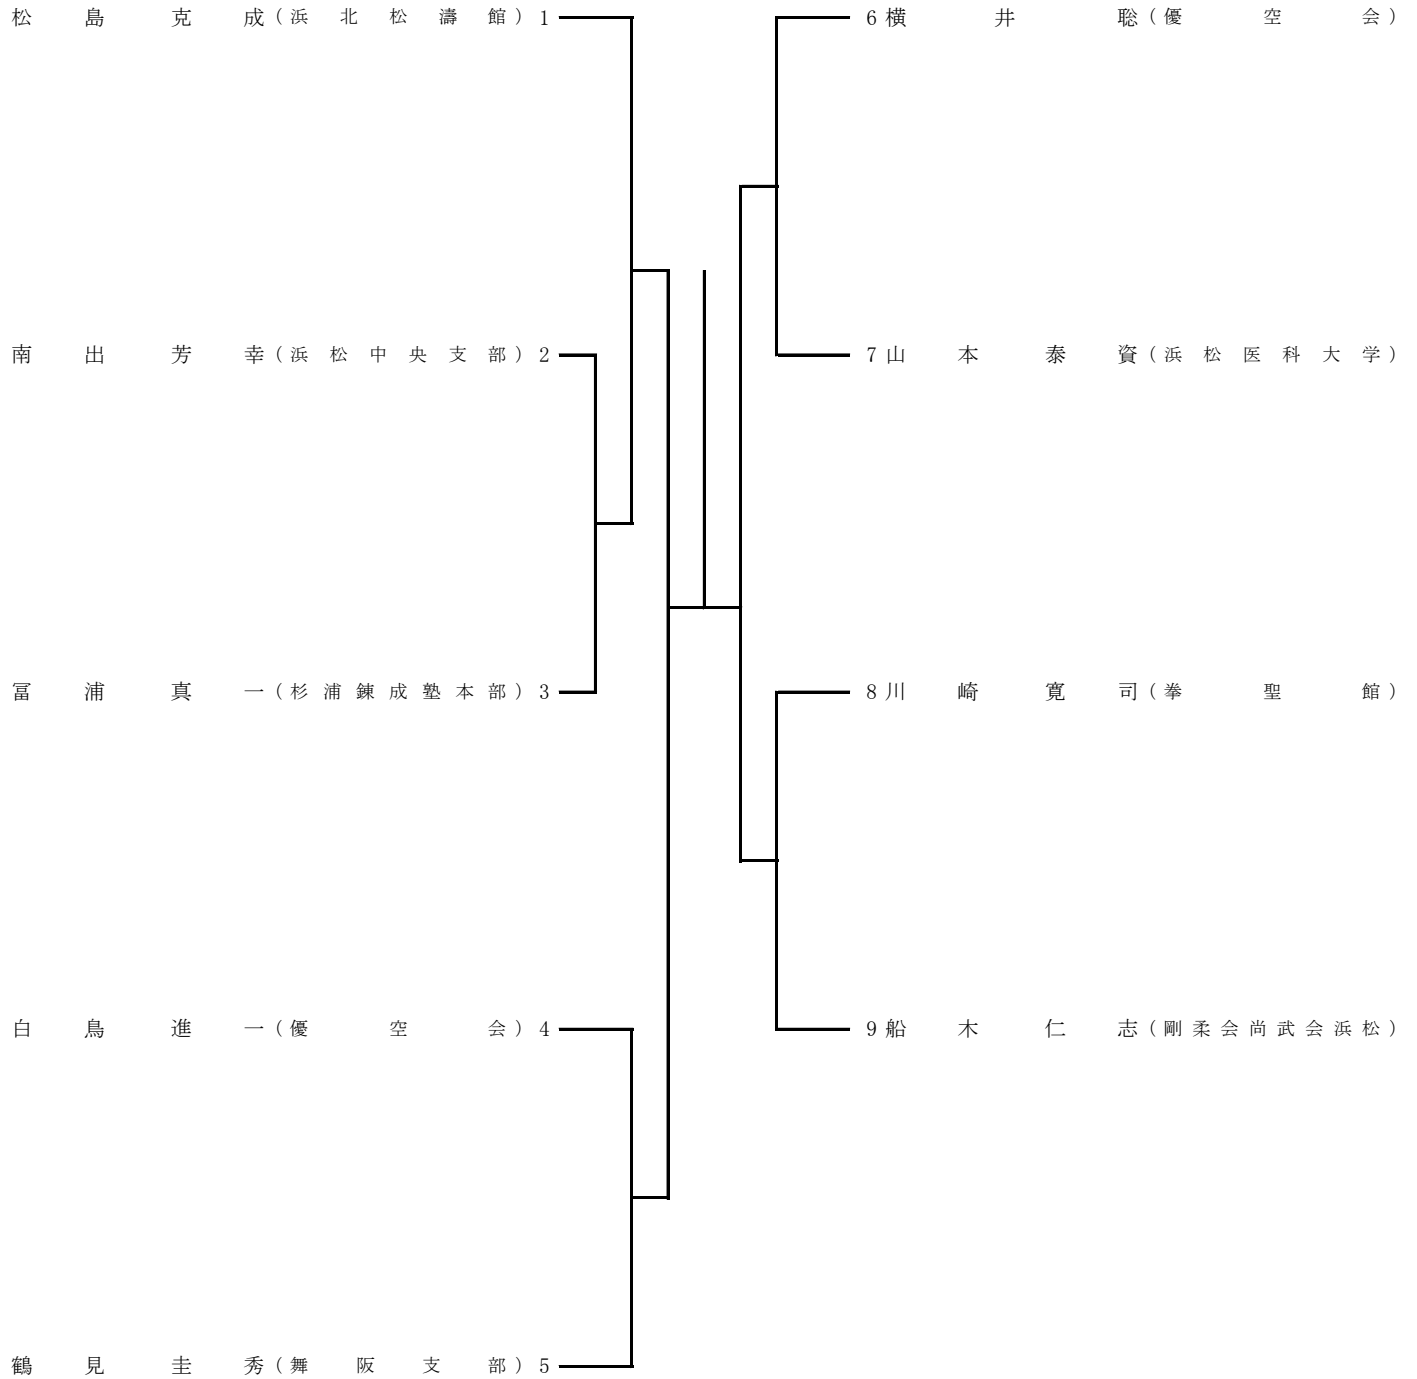 松島克成(浜北松濤館) 1
南出芳幸(浜松中央支部) 2
冨浦真一(杉浦錬成塾本部) 3
白鳥進一(優空会) 4
鶴見圭秀(舞阪支部) 5
6 横井聡(優空会)
7 山本泰資(浜松医科大学)
8 川崎寛司(拳聖館)
9 船木仁志(剛柔会尚武会浜松)